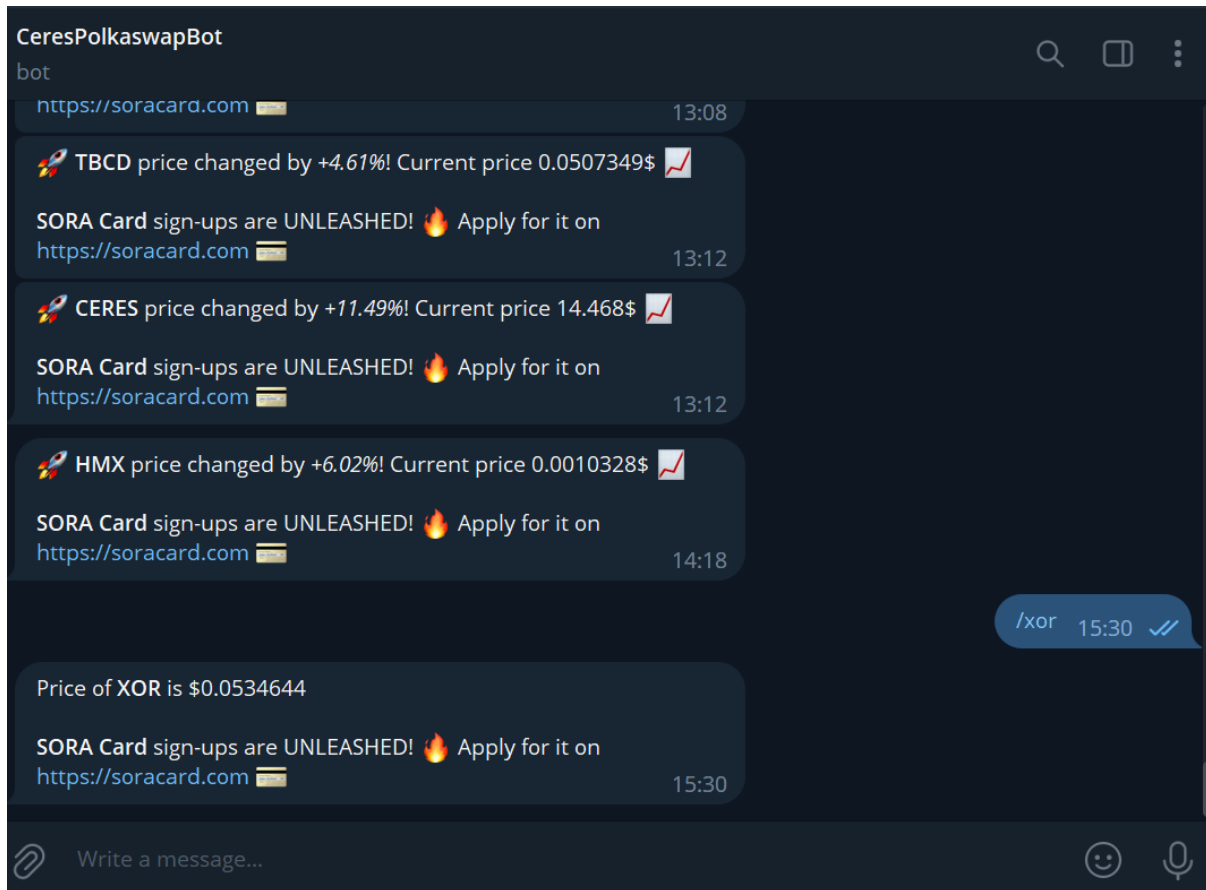 CeresPolkaswapBot
bot
https://soracard.com 💳
13:08
🚀 TBCD price changed by +4.61%! Current price 0.0507349$ 📈
SORA Card sign-ups are UNLEASHED! 🔥 Apply for it on
https://soracard.com 💳
13:12
🚀 CERES price changed by +11.49%! Current price 14.468$ 📈
SORA Card sign-ups are UNLEASHED! 🔥 Apply for it on
https://soracard.com 💳
13:12
🚀 HMX price changed by +6.02%! Current price 0.0010328$ 📈
SORA Card sign-ups are UNLEASHED! 🔥 Apply for it on
https://soracard.com 💳
14:18
/xor 15:30
Price of XOR is $0.0534644
SORA Card sign-ups are UNLEASHED! 🔥 Apply for it on
https://soracard.com 💳
15:30
Write a message...